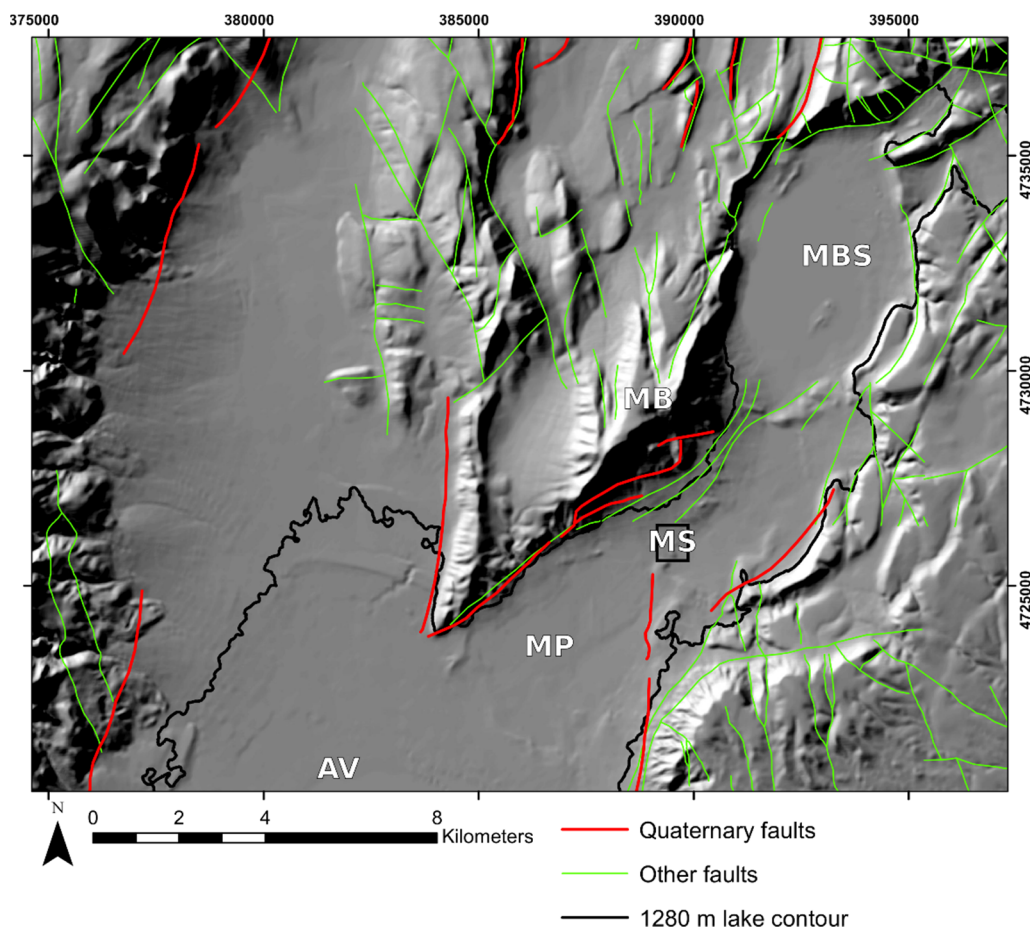 375000 380000 385000 390000 395000
4735000
MBS
4730000
MB
MS
4725000
MP
AV
N
0 2 4 8
Kilometers
Quaternary faults
Other faults
1280 m lake contour